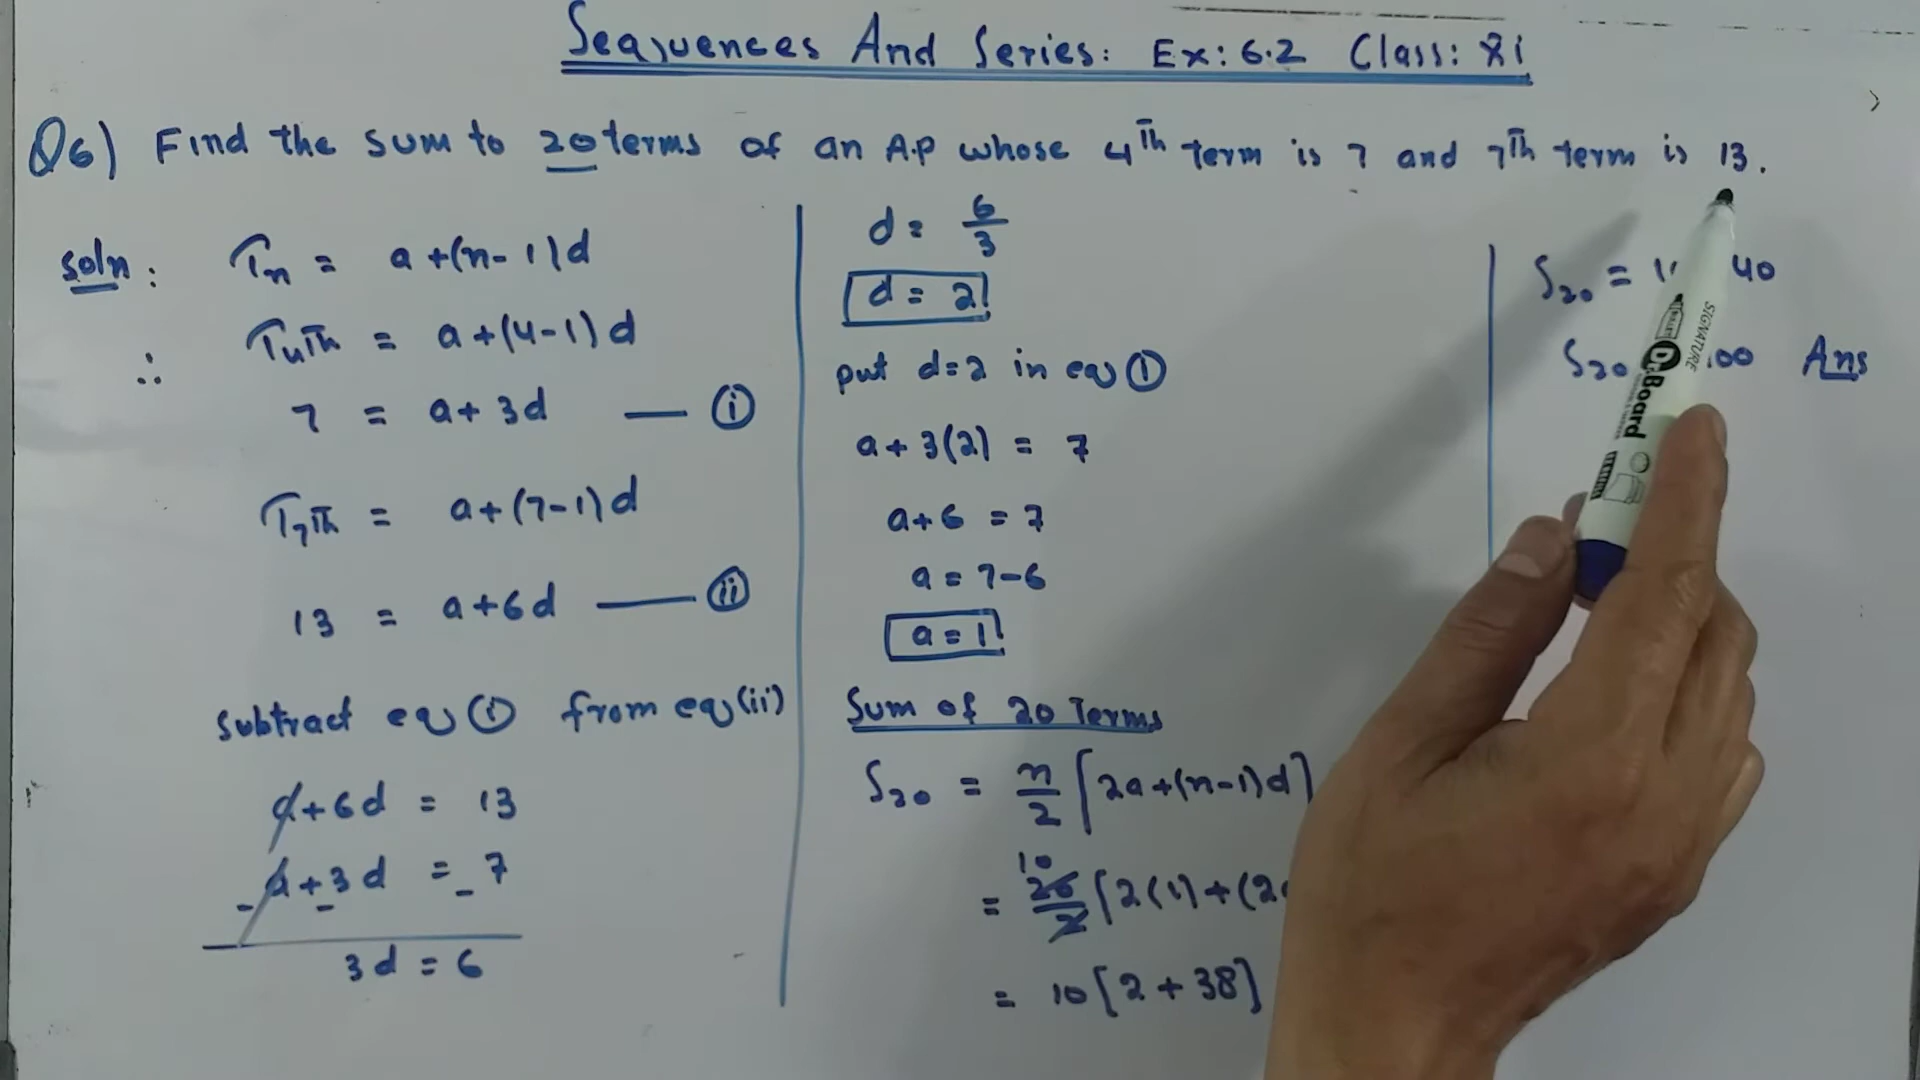 Sequences And Series: Ex: 6.2 Class: XI
Q6) Find the sum to 20 terms of an A.P whose 4th term is 7 and 7th term is 13.
soln: Tn = a+(n-1)d
∴ T4th = a+(4-1)d
7 = a+3d — (i)
T7th = a+(7-1)d
13 = a+6d — (ii)
subtract eq (i) from eq (ii)
a+6d = 13
-a+3d = -7
3d = 6
d = 6/3
d = 2
put d=2 in eq (1)
a+3(2) = 7
a+6 = 7
a = 7-6
a = 1
Sum of 20 Terms
S20 = n/2 [2a+(n-1)d]
= 10 20/2 [2(1)+(2
= 10[2+38]
S20 = 40
S20 00 Ans
SIGNATURE
Dr. Board